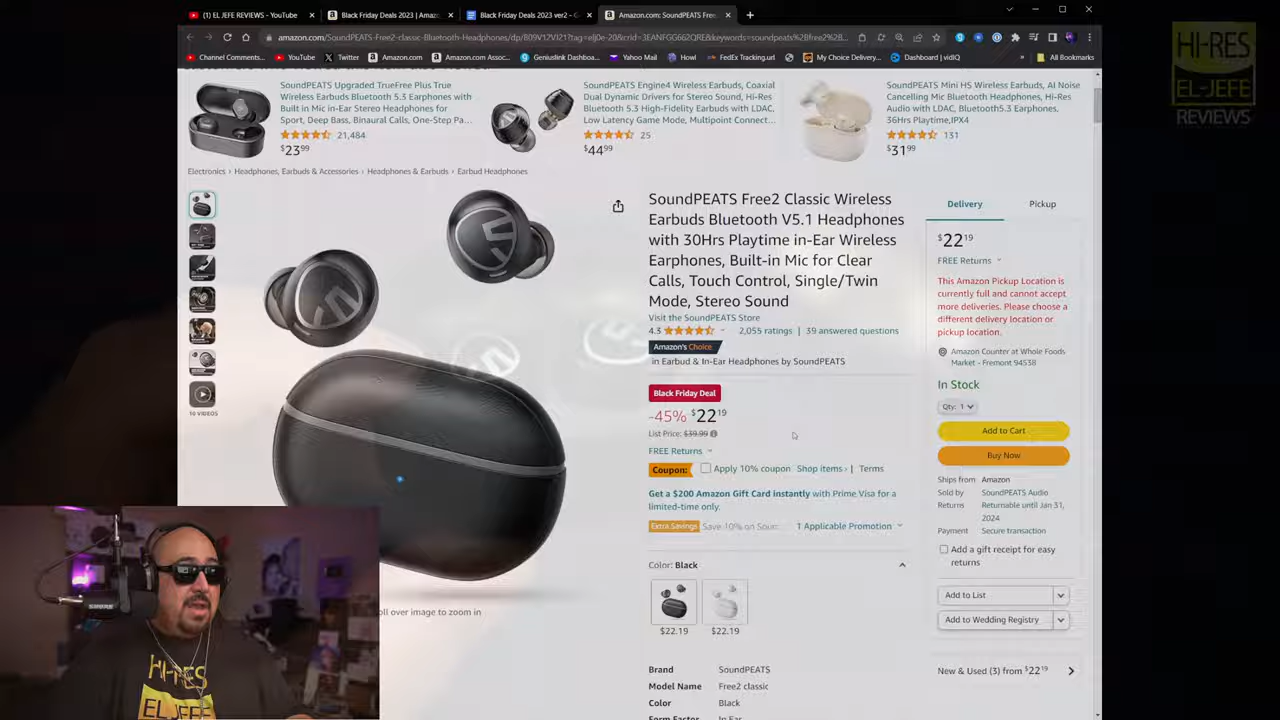 (1) EL JEFE REVIEWS - YouTube
Black Friday Deals 2023 | Amaz...
Black Friday Deals 2023 ver2 - G
Amazon.com: SoundPEATS Free...
Channel Comments...
YouTube
Twitter
Amazon.com
Amazon.com Assoc...
Geniuslink Dashboa...
Yahoo Mail
Howl
FedEx Tracking.url
My Choice Delivery...
Dashboard | vidIQ
All Bookmarks
HI-RES
EL-JEFE
REVIEWS
SoundPEATS Upgraded TrueFree Plus True
Wireless Earbuds Bluetooth 5.3 Earphones with
Built in Mic in-Ear Stereo Headphones for
Sport, Deep Bass, Binaural Calls, One-Step Pa...
21,484
$23 99
SoundPEATS Engine4 Wireless Earbuds, Coaxial
Dual Dynamic Drivers for Stereo Sound, Hi-Res
Bluetooth 5.3 High-Fidelity Earbuds with LDAC,
Low Latency Game Mode, Multipoint Connect...
25
$44 99
SoundPEATS Mini HS Wireless Earbuds, AI Noise
Cancelling Mic Bluetooth Headphones, Hi-Res
Audio with LDAC, Bluetooth5.3 Earphones,
36Hrs Playtime,IPX4
131
$31 99
Electronics › Headphones, Earbuds & Accessories › Headphones & Earbuds › Earbud Headphones
10 VIDEOS
oll over image to zoom in
SoundPEATS Free2 Classic Wireless
Earbuds Bluetooth V5.1 Headphones
with 30Hrs Playtime in-Ear Wireless
Earphones, Built-in Mic for Clear
Calls, Touch Control, Single/Twin
Mode, Stereo Sound
Visit the SoundPEATS Store
4.3
2,055 ratings | 39 answered questions
Amazon's Choice
in Earbud & In-Ear Headphones by SoundPEATS
Black Friday Deal
-45% $22 19
List Price: $39.99
FREE Returns
Coupon: Apply 10% coupon Shop items › | Terms
Get a $200 Amazon Gift Card instantly with Prime Visa for a
limited-time only.
Extra Savings Save 10% on Soun... 1 Applicable Promotion
Color: Black
$22.19
$22.19
Brand SoundPEATS
Model Name Free2 classic
Color Black
Form Factor In Ear
Delivery
Pickup
$22 19
FREE Returns
This Amazon Pickup Location is
currently full and cannot accept
more deliveries. Please choose a
different delivery location or
pickup location.
Amazon Counter at Whole Foods
Market - Fremont 94538
In Stock
Qty: 1
Add to Cart
Buy Now
Ships from Amazon
Sold by SoundPEATS Audio
Returns Returnable until Jan 31,
2024
Payment Secure transaction
Add a gift receipt for easy
returns
Add to List
Add to Wedding Registry
New & Used (3) from $22 19
SHURE
HI-RES
EL-JEFE